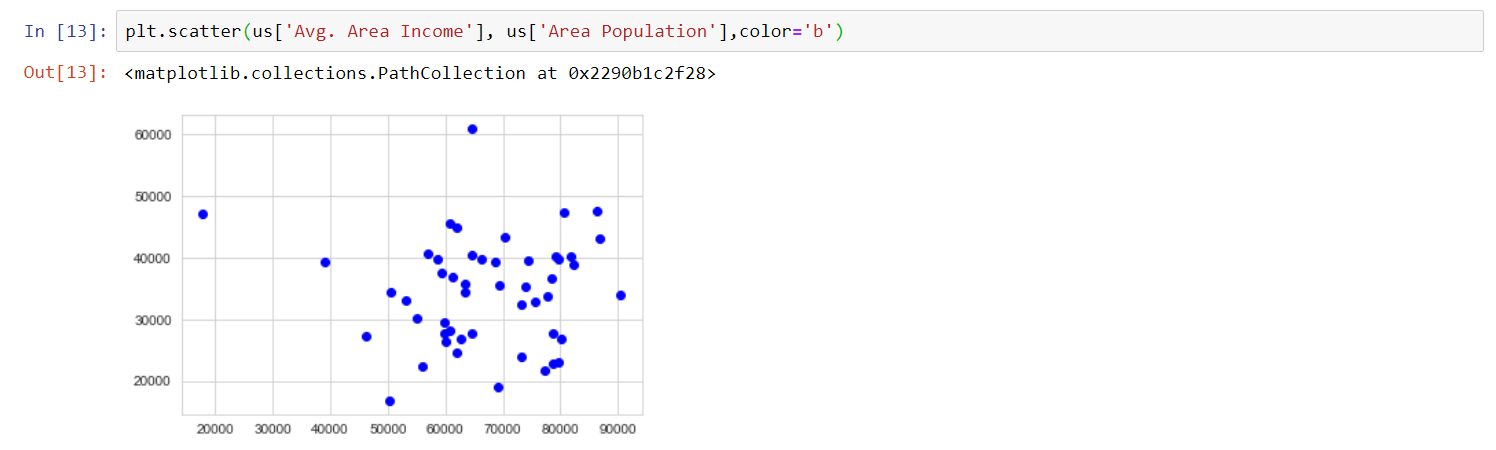 In [13]: plt.scatter(us['Avg. Area Income'], us['Area Population'],color='b')
Out[13]: <matplotlib.collections.PathCollection at 0x2290b1c2f28>
60000
50000
40000
30000
20000
20000 30000 40000 50000 60000 70000 80000 90000